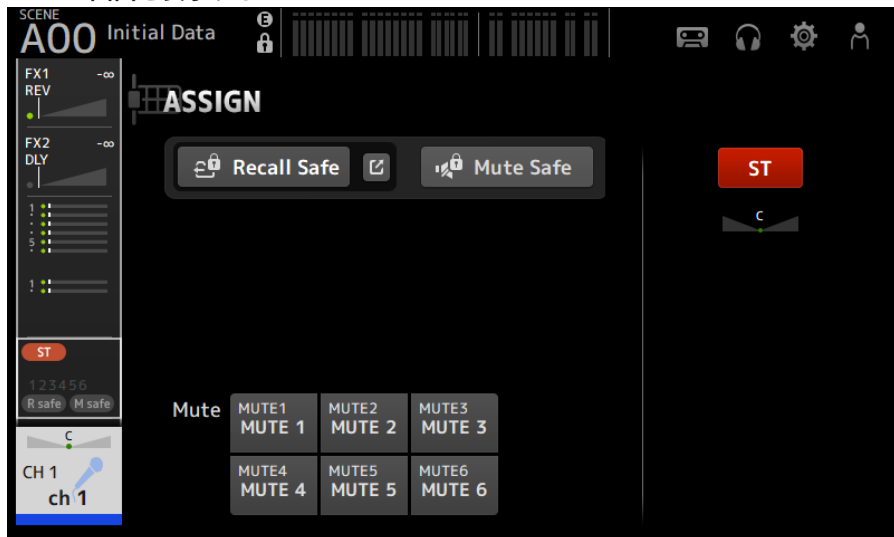 SCENE
A00 Initial Data
E
FX1 -∞
REV
FX2 -∞
DLY
1
5
1
ST
123456
R safe M safe
C
CH 1
ch 1
ASSIGN
Recall Safe
Mute Safe
ST
C
Mute
MUTE1 MUTE2 MUTE3
MUTE 1 MUTE 2 MUTE 3
MUTE4 MUTE5 MUTE6
MUTE 4 MUTE 5 MUTE 6